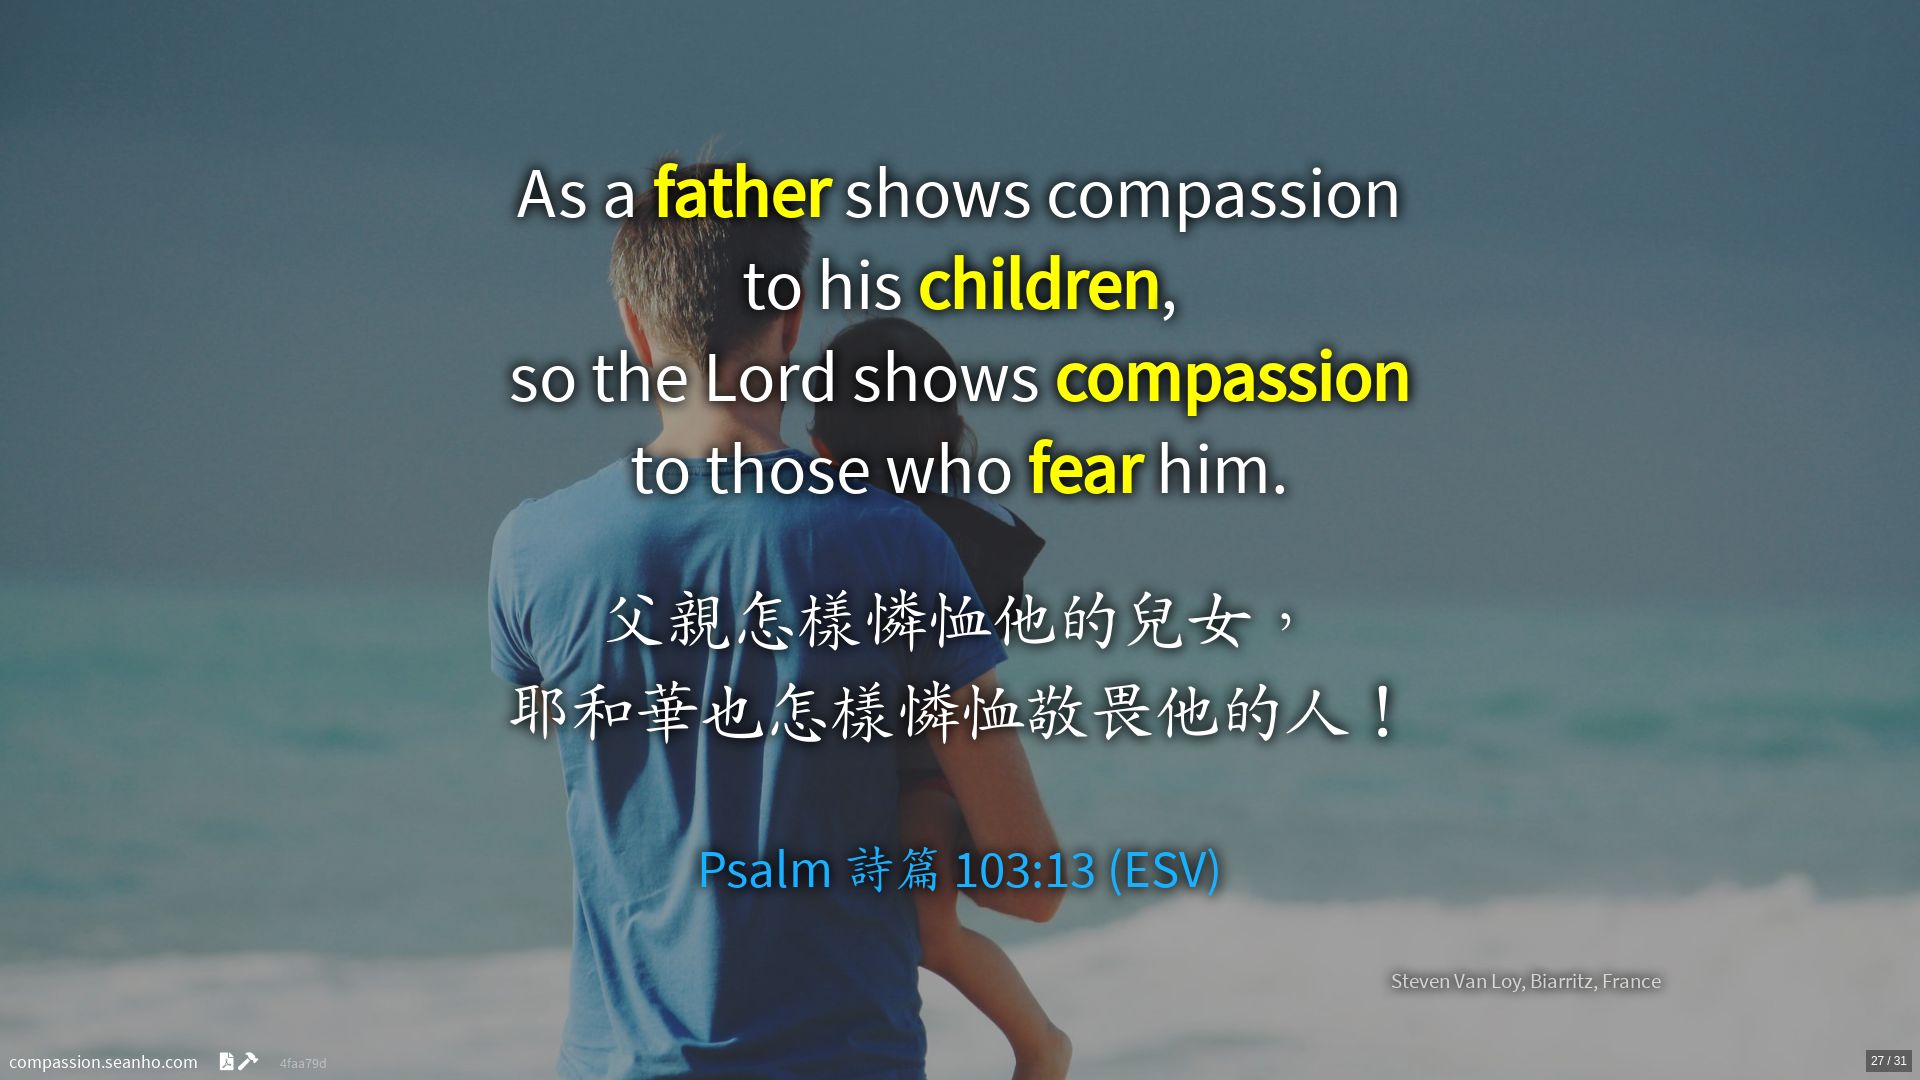 As a father shows compassion
to his children,
so the Lord shows compassion
to those who fear him.
父親怎樣憐恤他的兒女，
耶和華也怎樣憐恤敬畏他的人！
Psalm 詩篇 103:13 (ESV)
Steven Van Loy, Biarritz, France
compassion.seanho.com 4faa79d
27 / 31